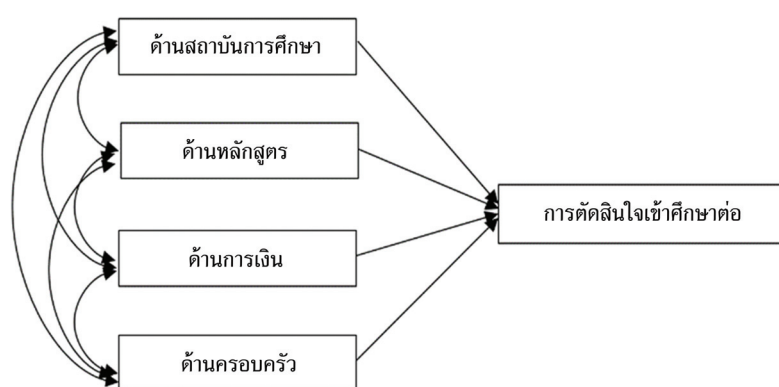 ด้านสถาบันการศึกษา
ด้านหลักสูตร
การตัดสินใจเข้าศึกษาต่อ
ด้านการเงิน
ด้านครอบครัว